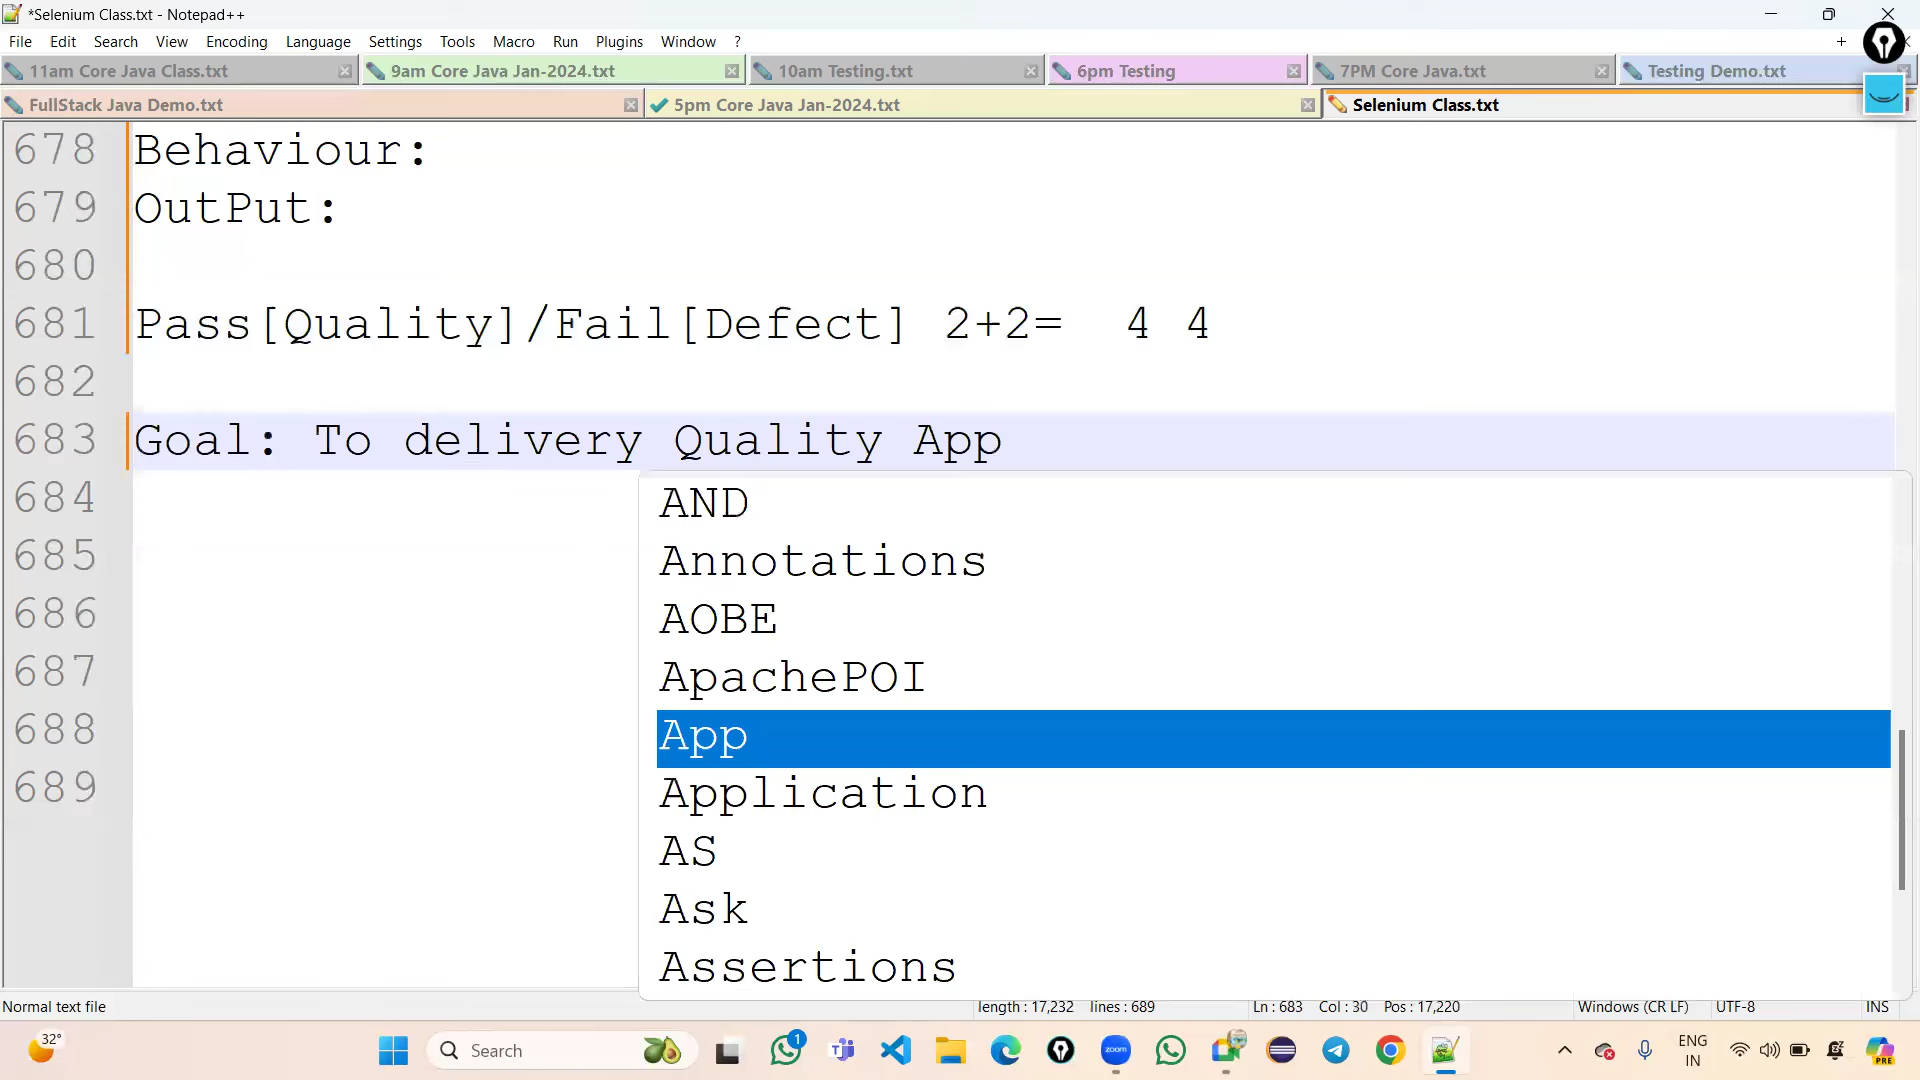 *Selenium Class.txt - Notepad++
File Edit Search View Encoding Language Settings Tools Macro Run Plugins Window ?
11am Core Java Class.txt 9am Core Java Jan-2024.txt 10am Testing.txt 6pm Testing 7PM Core Java.txt Testing Demo.txt
FullStack Java Demo.txt 5pm Core Java Jan-2024.txt Selenium Class.txt
678 Behaviour:
679 OutPut:
680
681 Pass[Quality]/Fail[Defect] 2+2= 4 4
682
683 Goal: To delivery Quality App
684 AND
685 Annotations
686 AOBE
687 ApachePOI
688 App
689 Application
AS
Ask
Assertions
Normal text file length : 17,232 lines : 689 Ln : 683 Col : 30 Pos : 17,220 Windows (CR LF) UTF-8 INS
32° Search 1 zoom ENG PRE
IN